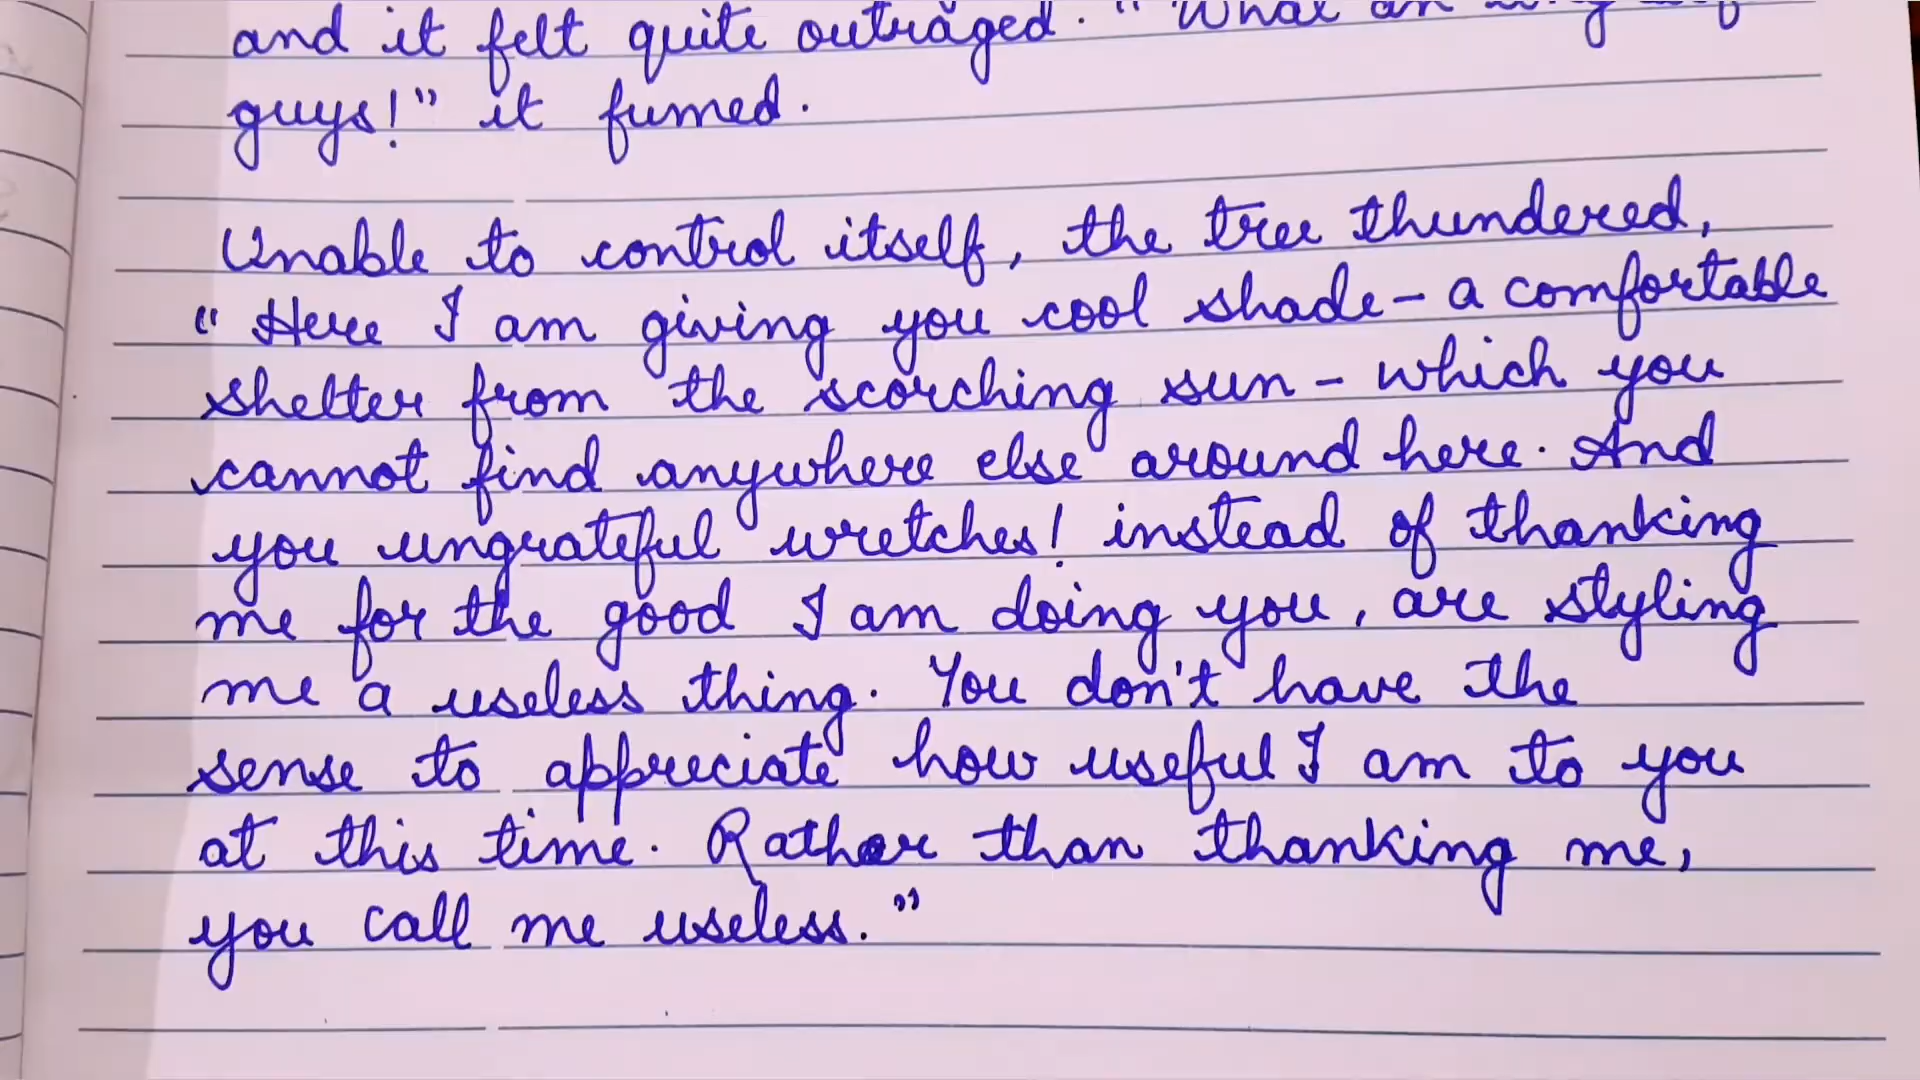 and it felt quite outraged. "What an
guys!" it fumed.
Unable to control itself, the tree thundered,
"Here I am giving you cool shade - a comfortable
shelter from the scorching sun - which you
cannot find anywhere else around here. And
you ungrateful wretches! instead of thanking
me for the good I am doing you, are styling
me a useless thing. You don't have the
sense to appreciate how useful I am to you
at this time. Rather than thanking me,
you call me useless."